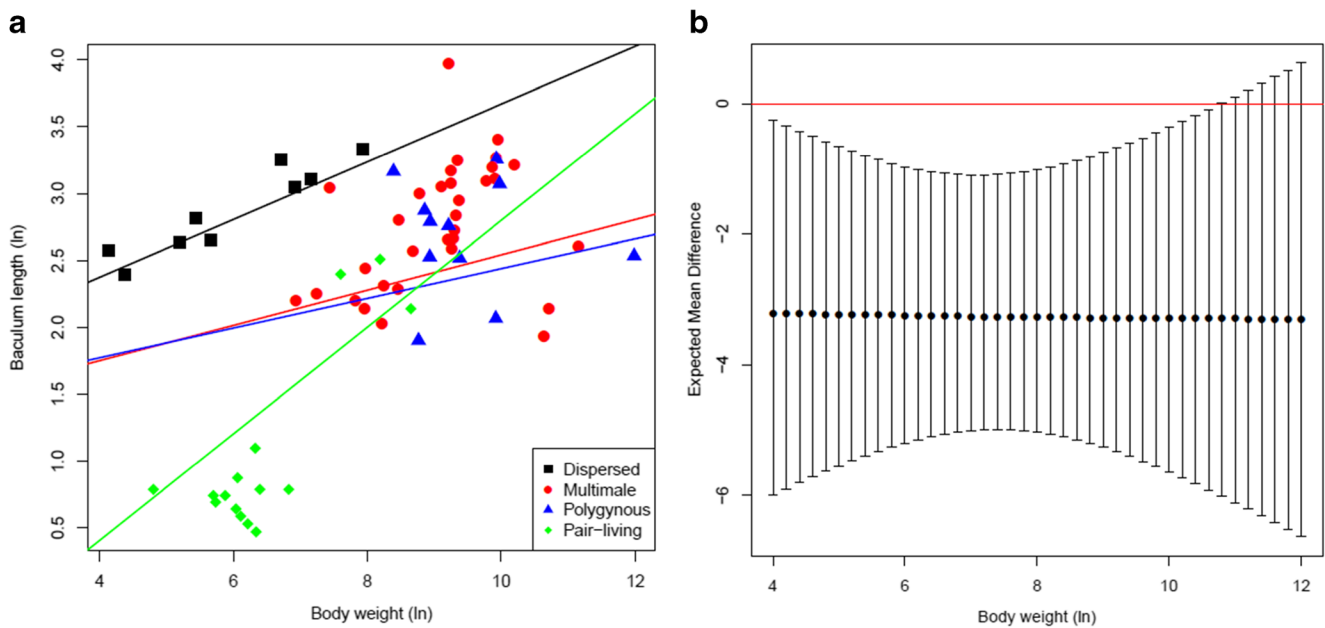 a
4.0
3.5
3.0
2.5
2.0
1.5
1.0
0.5
Baculum length (ln)
4 6 8 10 12
Body weight (ln)
Dispersed
Multimale
Polygynous
Pair−living
b
0
−2
−4
−6
Expected Mean Difference
4 6 8 10 12
Body weight (ln)